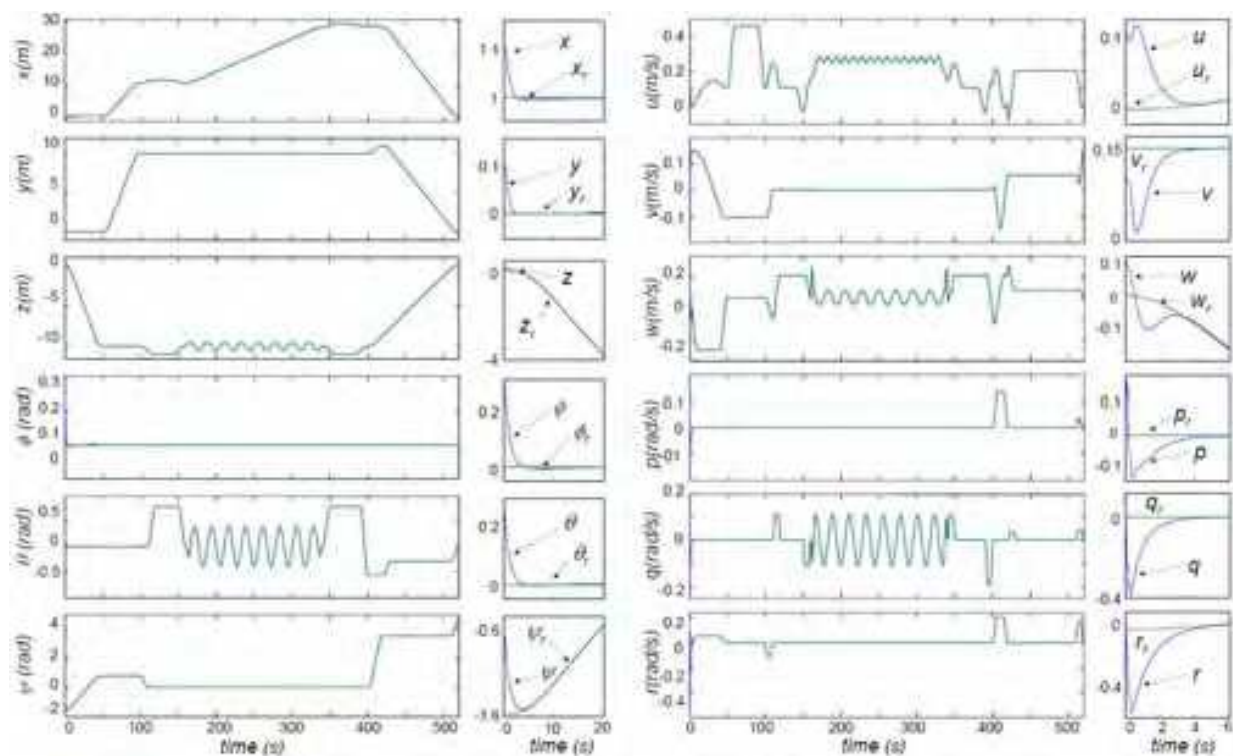 30
20
10
0
x(m)
1.4
1
x
x_r
0.4
0.2
0
u(m/s)
0.1
0
u
u_r
10
5
0
y(m)
0.1
0
y
y_r
0.1
0
-0.1
v(m/s)
0.15
0
v_r
v
0
-5
-10
z(m)
0
-4
z
z_r
0.2
0
-0.2
w(m/s)
0.1
0
-0.1
w
w_r
0.3
0.2
0.1
0
ϕ (rad)
0.2
0
0.1
0
p(rad/s)
0
-0.1
p_r
p
0.5
0
-0.5
(rad)
0.2
0
0.2
0
-0.2
q(rad/s)
0
-0.4
q_r
q
4
2
0
-2
ψ (rad)
-0.6
-1.6
ψ_r
ψ
0.2
0
-0.2
-0.4
r(rad/s)
0
-0.4
r_r
r
0 100 200 300 400 500
0 10 20
0 100 200 300 400 500
0 2 4 6
time (s)
time (s)
time (s)
time (s)